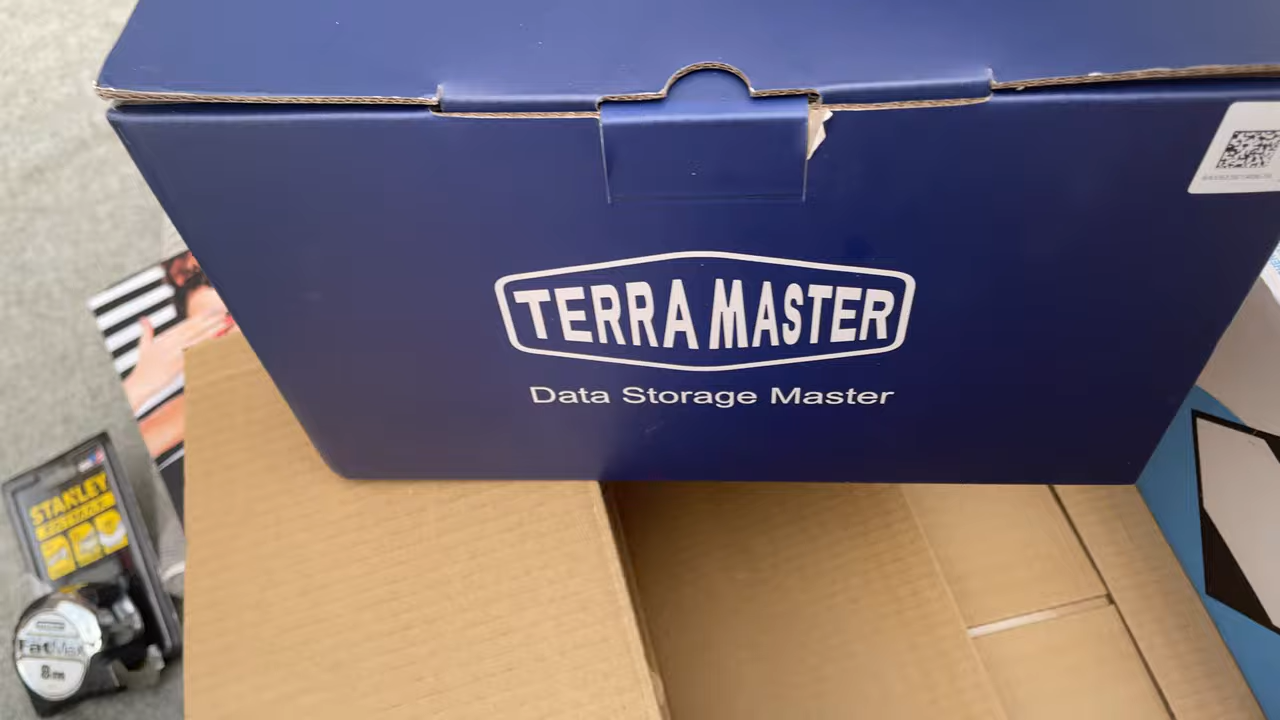 TERRA MASTER
Data Storage Master
STANLEY
FatMax
8m